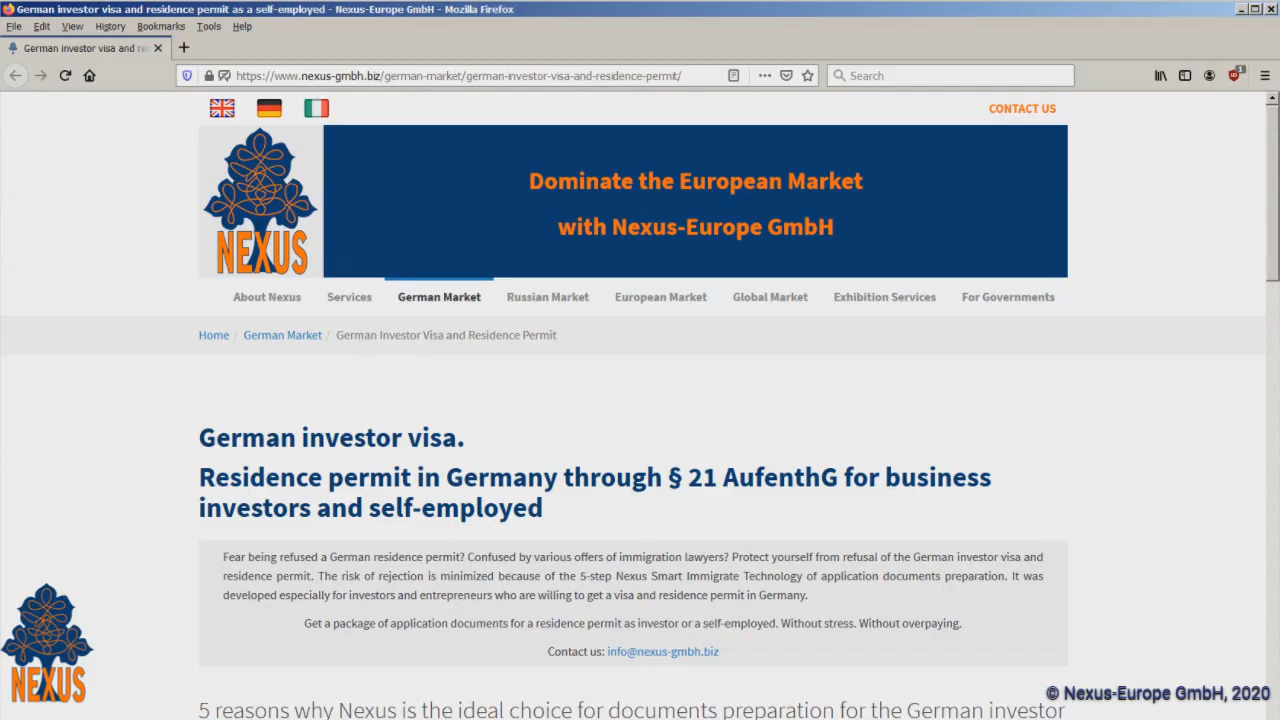 German investor visa and residence permit as a self-employed - Nexus-Europe GmbH - Mozilla Firefox
File Edit View History Bookmarks Tools Help
German investor visa and re
https://www.nexus-gmbh.biz/german-market/german-investor-visa-and-residence-permit/
Search
1
CONTACT US
Dominate the European Market
with Nexus-Europe GmbH
NEXUS
About Nexus Services German Market Russian Market European Market Global Market Exhibition Services For Governments
Home / German Market / German Investor Visa and Residence Permit
German investor visa.
Residence permit in Germany through § 21 AufenthG for business
investors and self-employed
Fear being refused a German residence permit? Confused by various offers of immigration lawyers? Protect yourself from refusal of the German investor visa and
residence permit. The risk of rejection is minimized because of the 5-step Nexus Smart Immigrate Technology of application documents preparation. It was
developed especially for investors and entrepreneurs who are willing to get a visa and residence permit in Germany.
Get a package of application documents for a residence permit as investor or a self-employed. Without stress. Without overpaying.
Contact us: info@nexus-gmbh.biz
NEXUS
© Nexus-Europe GmbH, 2020
5 reasons why Nexus is the ideal choice for documents preparation for the German investor